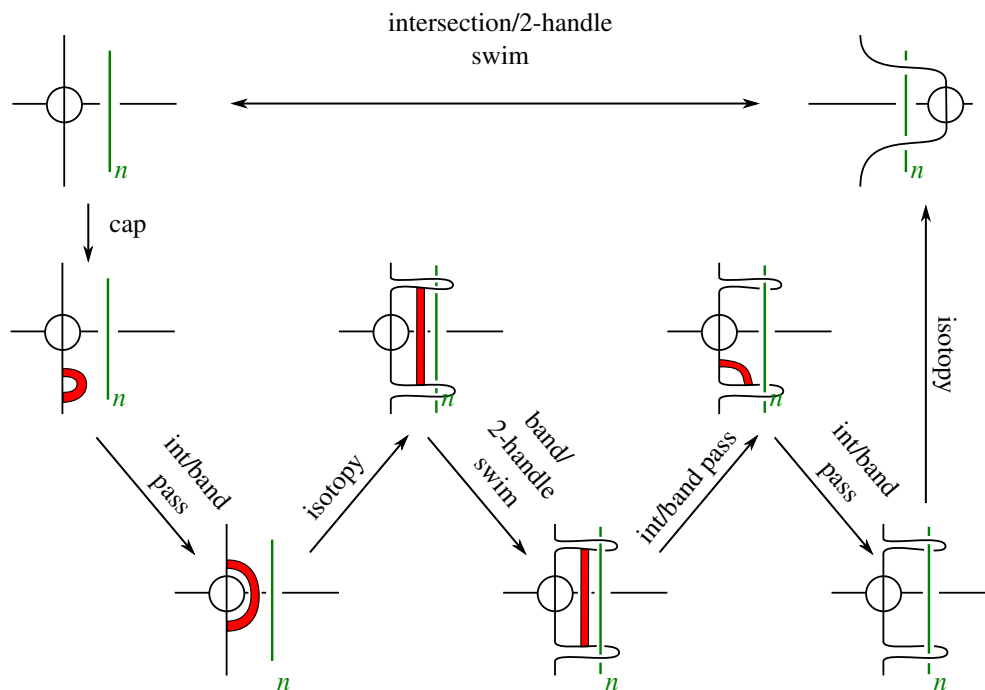 intersection/2-handle
swim
n
n
cap
isotopy
n
n
n
int/band
pass
isotopy
band/
2-handle
swim
int/band pass
int/band
pass
n
n
n